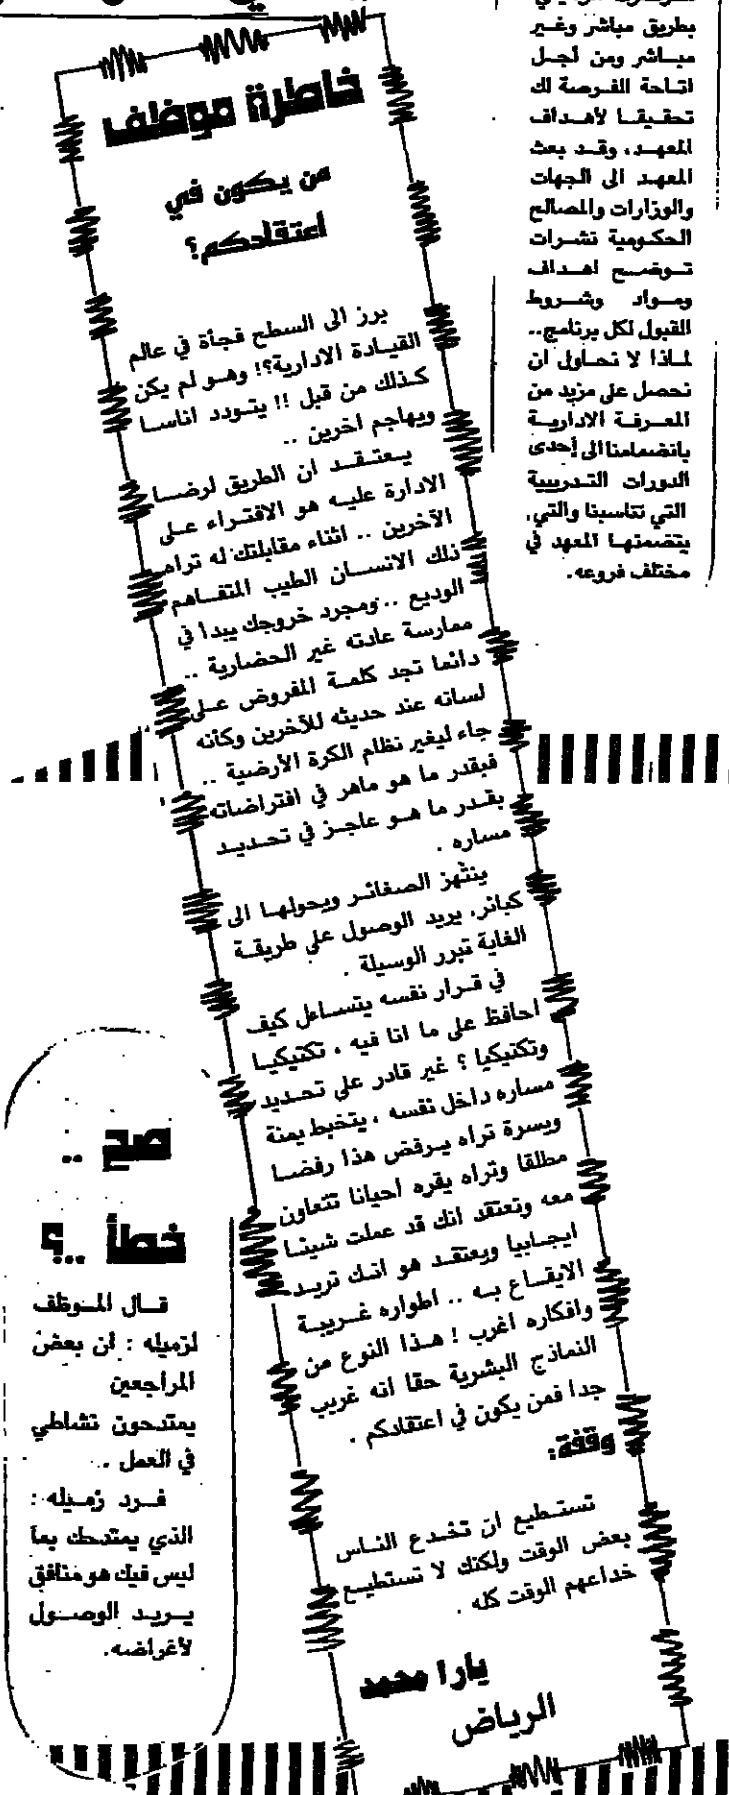 بطريق مباشر وغير
مباشر ومن أجل
اتاحة الفرصة لك
تحقيقا لأهداف
المعهد، وقد بعث
المعهد الى الجهات
والوزارات والمصالح
الحكومية نشرات
توضح اهداف
ومواد وشروط
القبول لكل برنامج..
لماذا لا نحاول ان
نحصل على مزيد من
المعرفة الادارية
بانضمامنا الى إحدى
الدورات التدريبية
التي تتاسبنا والتي
يتضمنها المعهد في
مختلف فروعه.
خاطرة موظف
من يكون في
اعتقادكم؟
يرز الى السطح فجأة في عالم
القيادة الادارية؟! وهو لم يكن
كذلك من قبل !! يتودد اناسا
ويهاجم اخرين ..
يعتقد ان الطريق لرضا
الادارة عليه هو الافتراء على
الآخرين .. اثناء مقابلتك له تراه
ذلك الانسان الطيب المتفاهم
الوديع .. ومجرد خروجك يبدأ في
ممارسة عادته غير الحضارية ..
دائما تجد كلمة المفروض على
لسانه عند حديثه للآخرين وكأنه
جاء ليغير نظام الكرة الأرضية ..
فبقدر ما هو ماهر في افتراضاته
بقدر ما هو عاجز في تحديد
مساره .
ينتهز الصغائر ويحولها الى
كبائر، يريد الوصول على طريقة
الغاية تبرر الوسيلة .
في قرار نفسه يتساءل كيف
احافظ على ما انا فيه ، تكتيكيا
وتكتيكيا ؟ غير قادر على تحديد
مساره داخل نفسه ، يتخبط يمنة
ويسرة تراه يرفض هذا رفضا
مطلقا وتراه يقره احيانا تتعاون
معه وتعتقد انك قد عملت شيئا
ايجابيا ويعتقد هو انك تريد
الايقاع به .. اطواره غريبة
وافكاره اغرب ! هذا النوع من
النماذج البشرية حقا انه غريب
جدا فمن يكون في اعتقادكم .
وقفة:
تستطيع ان تخدع الناس
بعض الوقت ولكنك لا تستطيع
خداعهم الوقت كله .
يارا محمد
الرياض
صح ..
خطأ ..؟
قال الموظف
لزميله : ان بعض
المراجعين
يمتدحون نشاطي
في العمل .
فرد زميله :
الذي يمتدحك بما
ليس فيك هو منافق
يريد الوصول
لأغراضه.